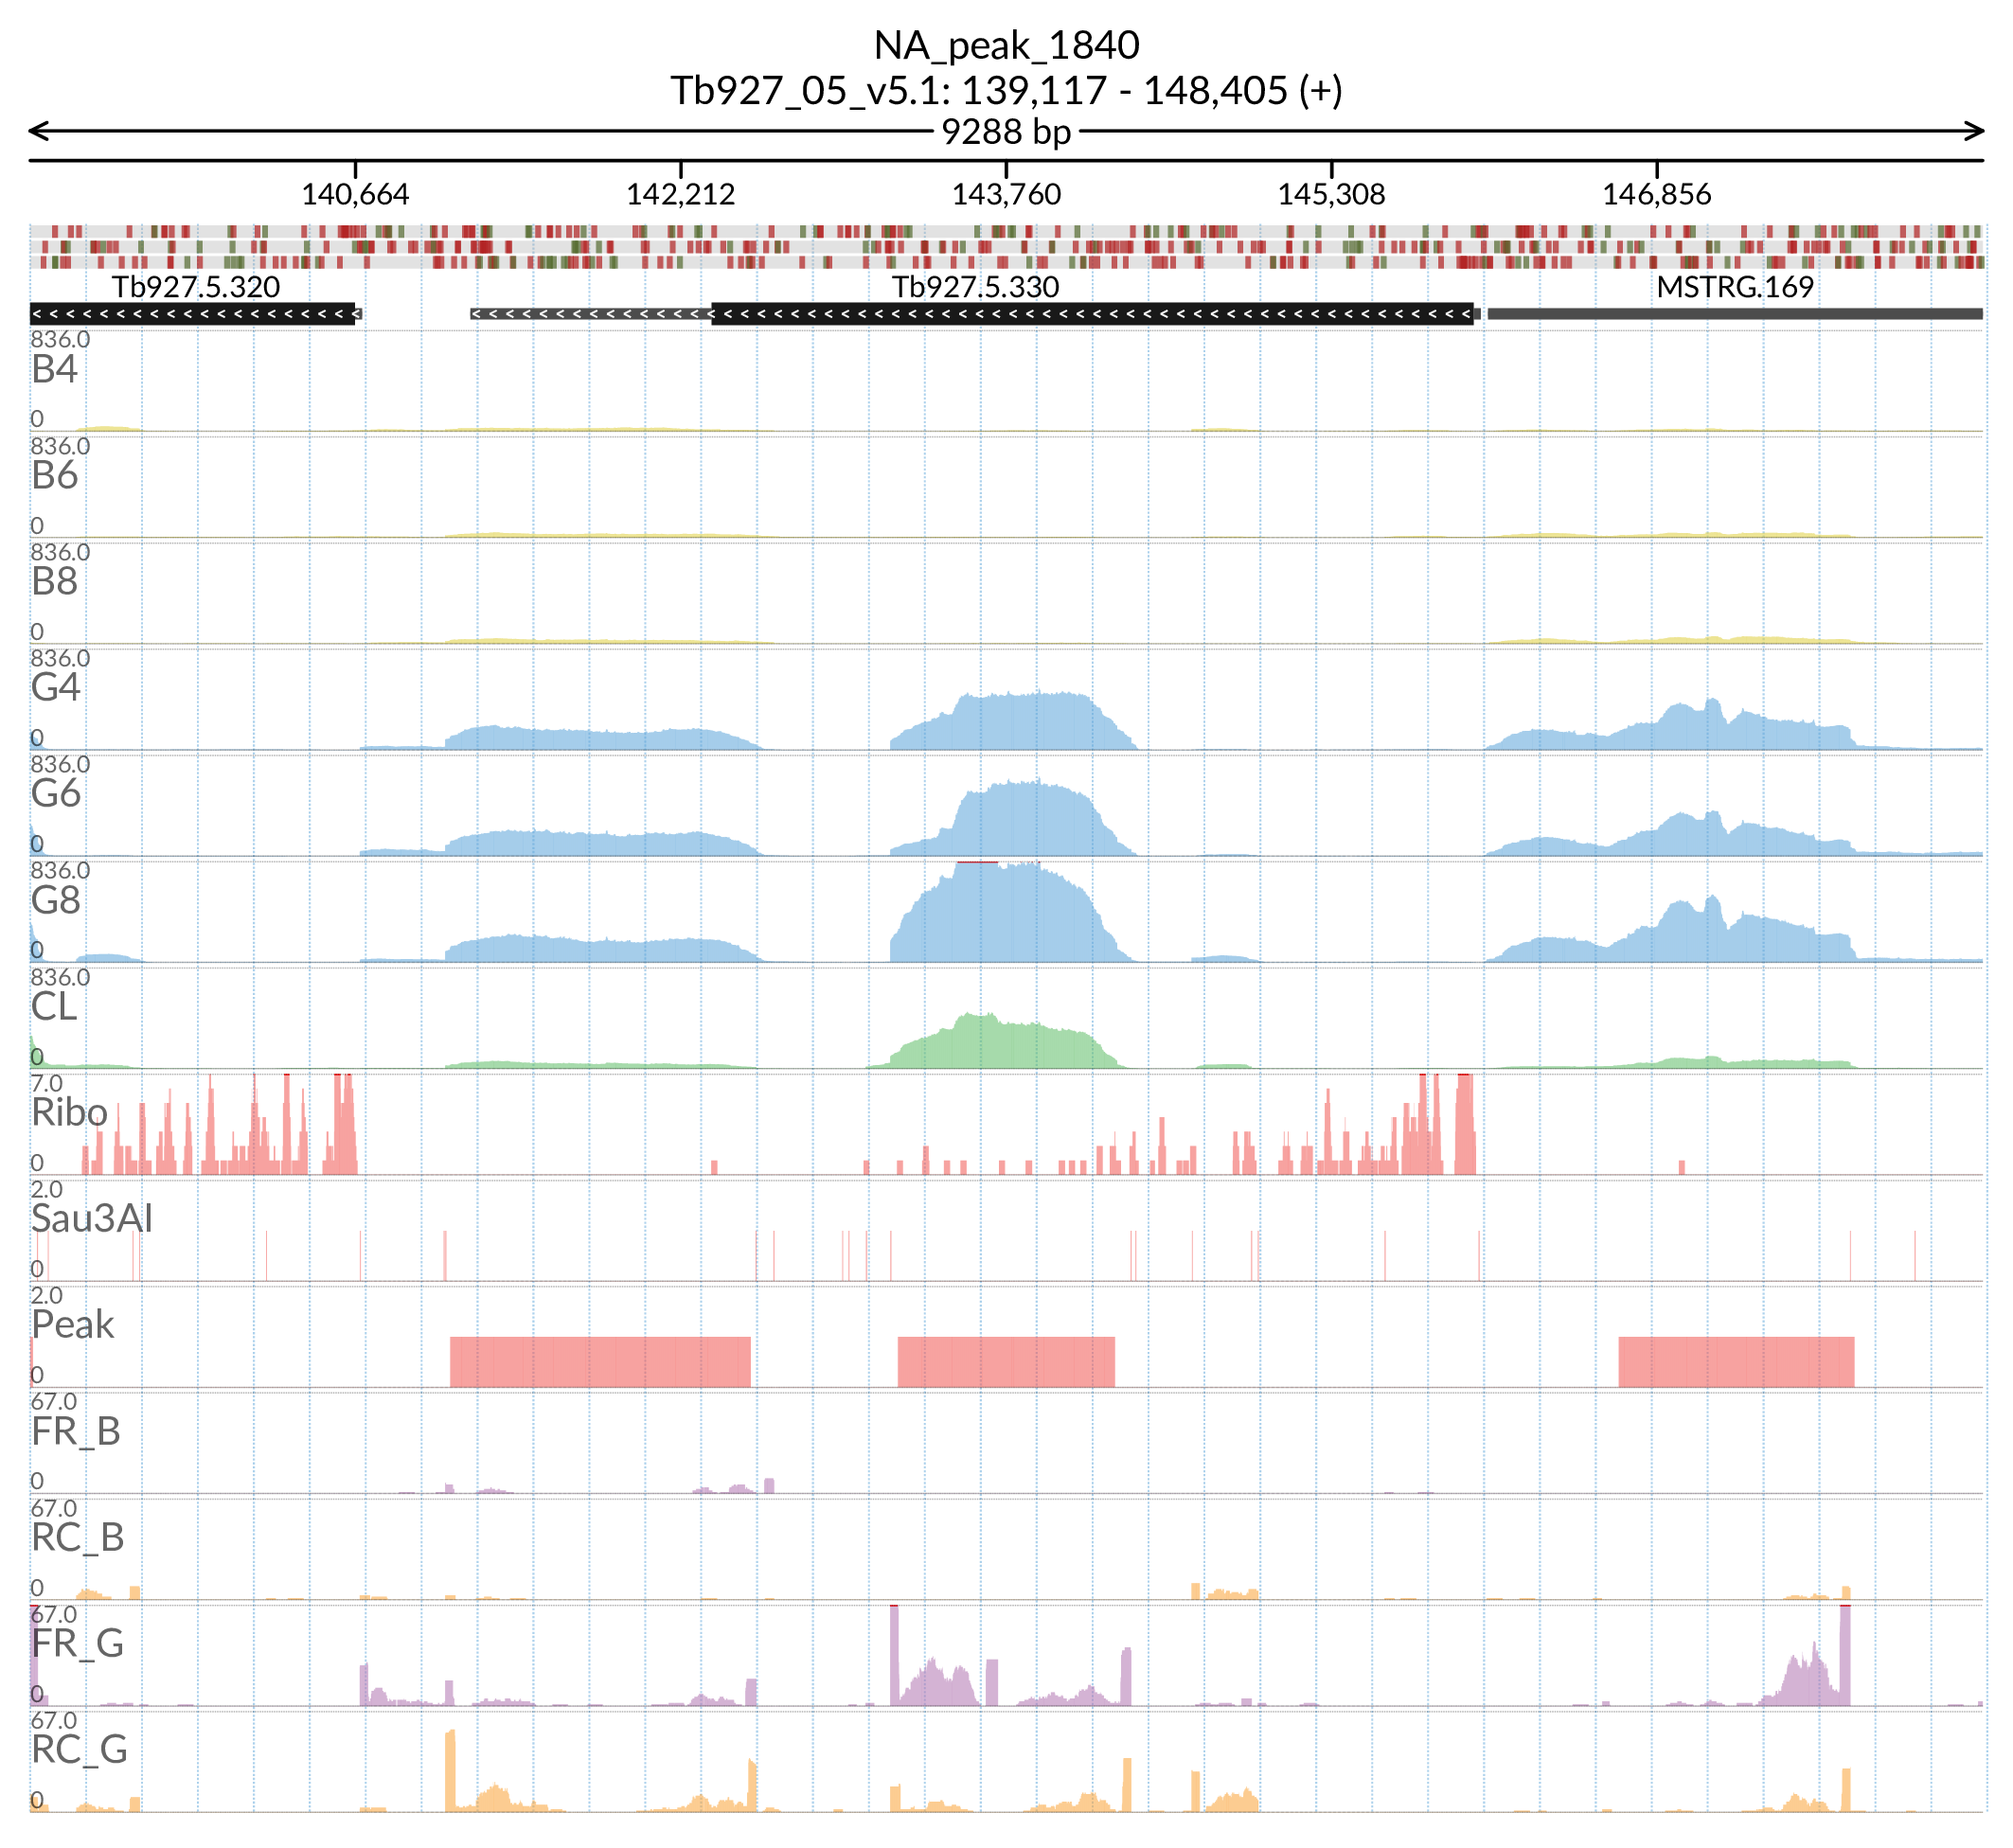 NA_peak_1840
Tb927_05_v5.1: 139,117 - 148,405 (+)
9288 bp
140,664 142,212 143,760 145,308 146,856
Tb927.5.320 Tb927.5.330 MSTRG.169
836.0
B4
0
836.0
B6
0
836.0
B8
0
836.0
G4
0
836.0
G6
0
836.0
G8
0
836.0
CL
0
7.0
Ribo
0
2.0
Sau3AI
0
2.0
Peak
0
67.0
FR_B
0
67.0
RC_B
0
67.0
FR_G
0
67.0
RC_G
0